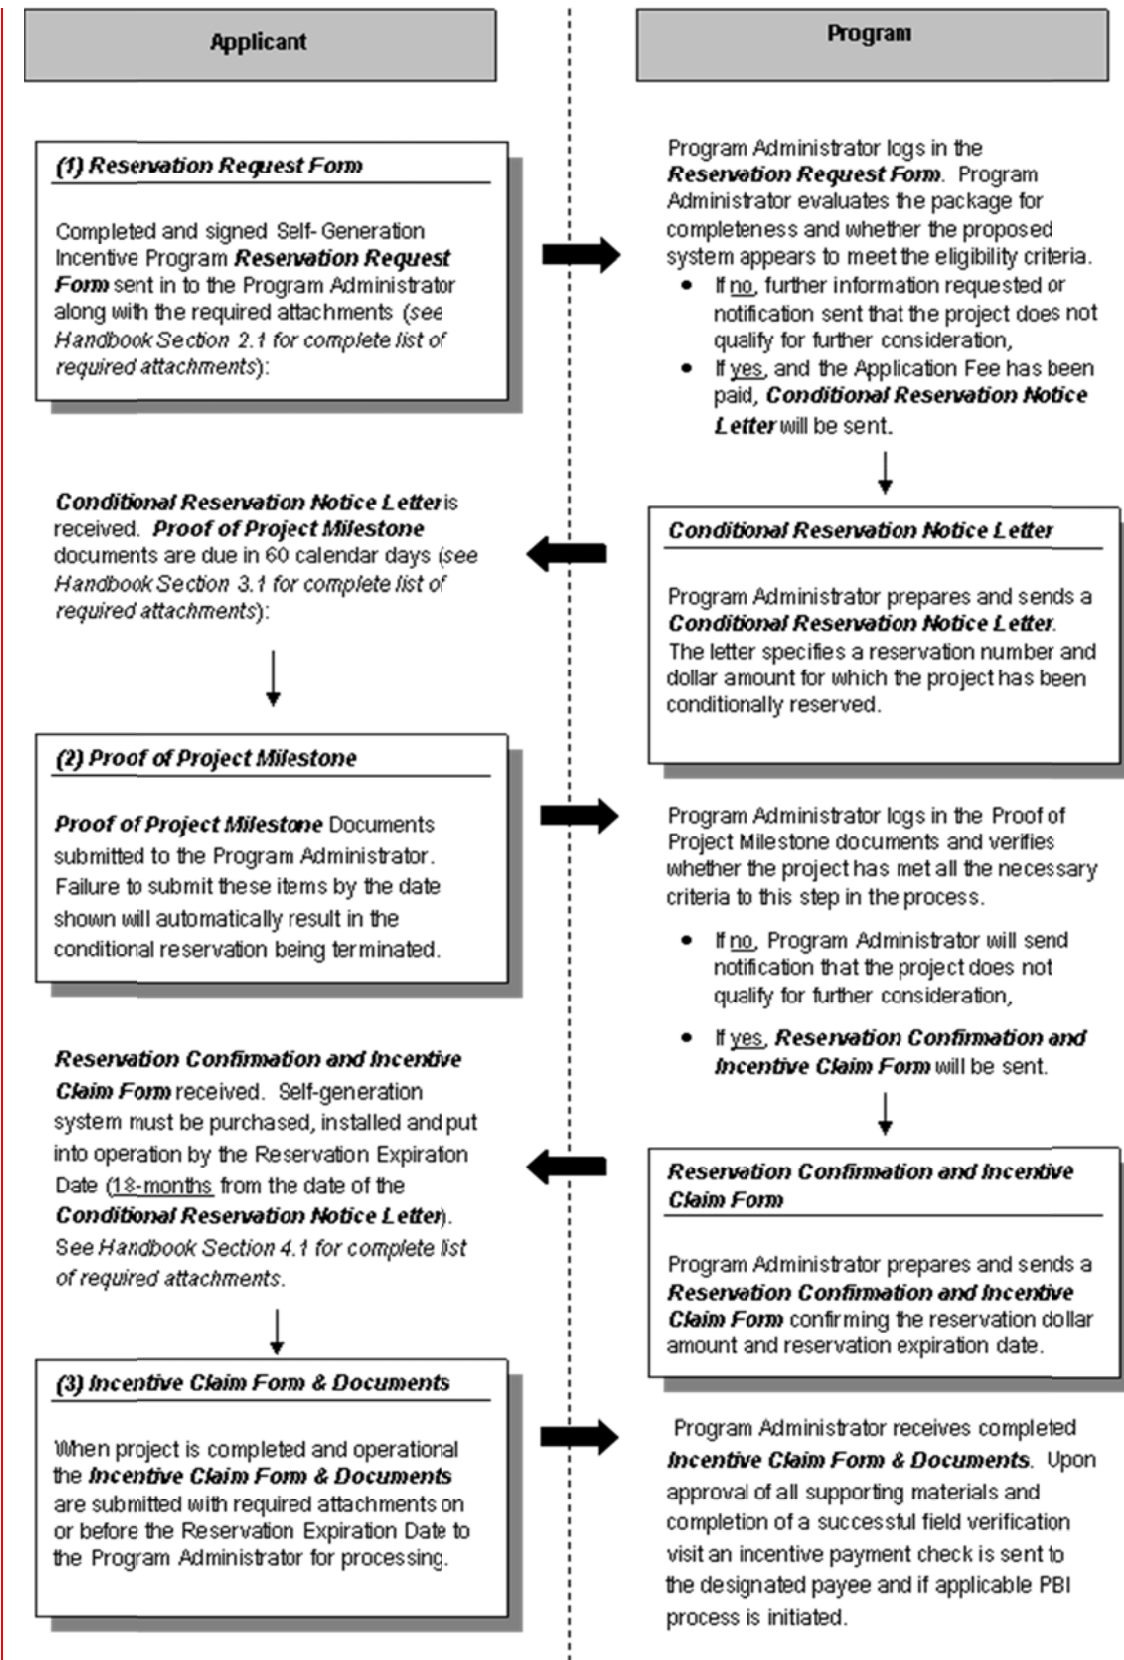 Applicant
Program
(1) Reservation Request Form
Completed and signed Self-Generation
Incentive Program Reservation Request
Form sent in to the Program Administrator
along with the required attachments (see
Handbook Section 2.1 for complete list of
required attachments):
Program Administrator logs in the
Reservation Request Form. Program
Administrator evaluates the package for
completeness and whether the proposed
system appears to meet the eligibility criteria.
• If no, further information requested or
notification sent that the project does not
qualify for further consideration,
• If yes, and the Application Fee has been
paid, Conditional Reservation Notice
Letter will be sent.
Conditional Reservation Notice Letter is
received. Proof of Project Milestone
documents are due in 60 calendar days (see
Handbook Section 3.1 for complete list of
required attachments):
Conditional Reservation Notice Letter
Program Administrator prepares and sends a
Conditional Reservation Notice Letter.
The letter specifies a reservation number and
dollar amount for which the project has been
conditionally reserved.
(2) Proof of Project Milestone
Proof of Project Milestone Documents
submitted to the Program Administrator.
Failure to submit these items by the date
shown will automatically result in the
conditional reservation being terminated.
Program Administrator logs in the Proof of
Project Milestone documents and verifies
whether the project has met all the necessary
criteria to this step in the process.
• If no, Program Administrator will send
notification that the project does not
qualify for further consideration,
• If yes, Reservation Confirmation and
Incentive Claim Form will be sent.
Reservation Confirmation and Incentive
Claim Form received. Self-generation
system must be purchased, installed and put
into operation by the Reservation Expiration
Date (18-months from the date of the
Conditional Reservation Notice Letter).
See Handbook Section 4.1 for complete list
of required attachments.
Reservation Confirmation and Incentive
Claim Form
Program Administrator prepares and sends a
Reservation Confirmation and Incentive
Claim Form confirming the reservation dollar
amount and reservation expiration date.
(3) Incentive Claim Form & Documents
When project is completed and operational
the Incentive Claim Form & Documents
are submitted with required attachments on
or before the Reservation Expiration Date to
the Program Administrator for processing.
Program Administrator receives completed
Incentive Claim Form & Documents. Upon
approval of all supporting materials and
completion of a successful field verification
visit an incentive payment check is sent to
the designated payee and if applicable PBI
process is initiated.